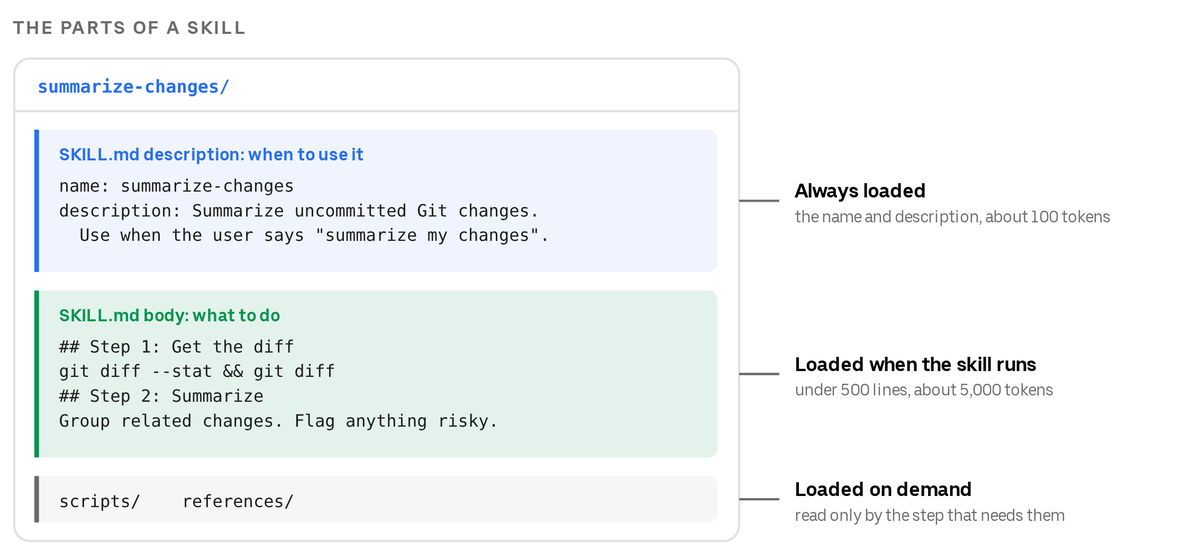 THE PARTS OF A SKILL
summarize-changes/
SKILL.md description: when to use it
name: summarize-changes
description: Summarize uncommitted Git changes.
Use when the user says "summarize my changes".
Always loaded
the name and description, about 100 tokens
SKILL.md body: what to do
## Step 1: Get the diff
git diff --stat && git diff
## Step 2: Summarize
Group related changes. Flag anything risky.
Loaded when the skill runs
under 500 lines, about 5,000 tokens
scripts/    references/
Loaded on demand
read only by the step that needs them